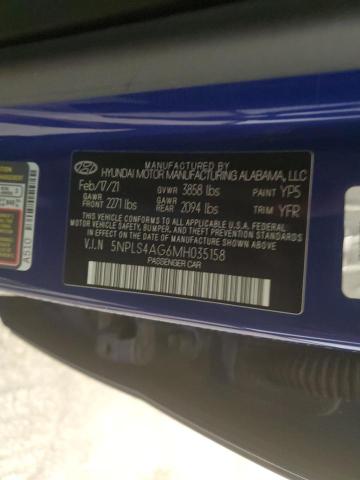 MANUFACTURED BY
HYUNDAI MOTOR MANUFACTURING ALABAMA, LLC
Feb/17/21 GVWR 3858 lbs PAINT YP5
GAWR FRONT 2271 lbs GAWR REAR 2094 lbs TRIM YFR
THIS VEHICLE CONFORMS TO ALL APPLICABLE FEDERAL
MOTOR VEHICLE SAFETY, BUMPER, AND THEFT PREVENTION
STANDARDS IN EFFECT ON THE DATE OF MANUFACTURE SHOWN ABOVE.
V.I.N 5NPLS4AG6MH035158
PASSENGER CAR
A510